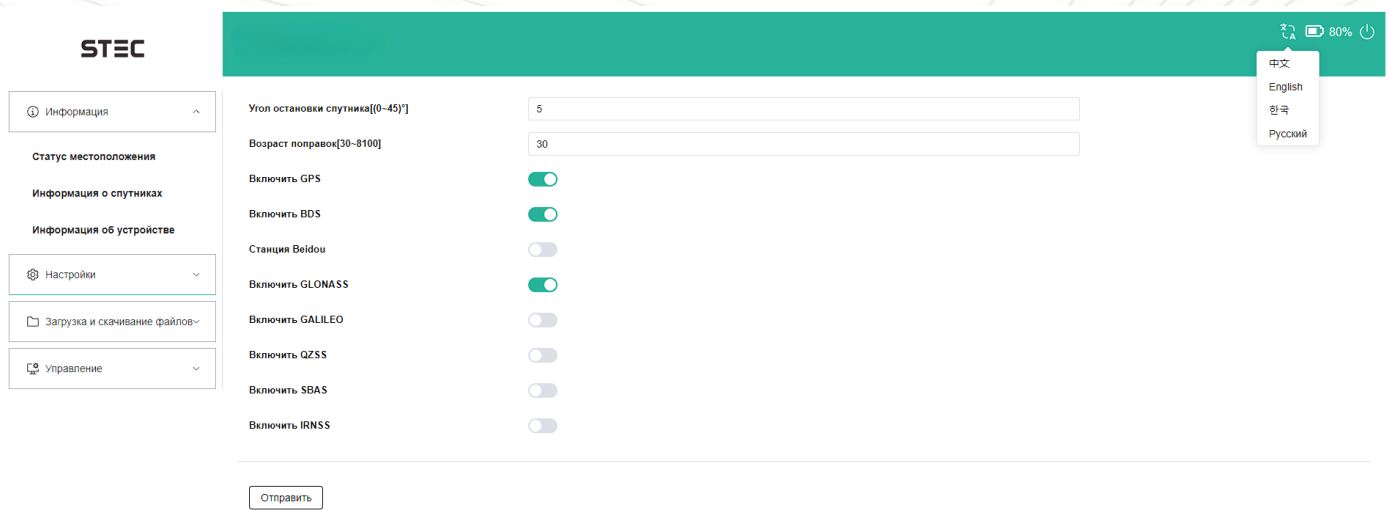 STEC
80%
中文
English
한국
Русский
Информация
Статус местоположения
Информация о спутниках
Информация об устройстве
Настройки
Загрузка и скачивание файлов
Управление
Угол остановки спутника[(0~45)°]
5
Возраст поправок[30~8100]
30
Включить GPS
Включить BDS
Станция Beidou
Включить GLONASS
Включить GALILEO
Включить QZSS
Включить SBAS
Включить IRNSS
Отправить